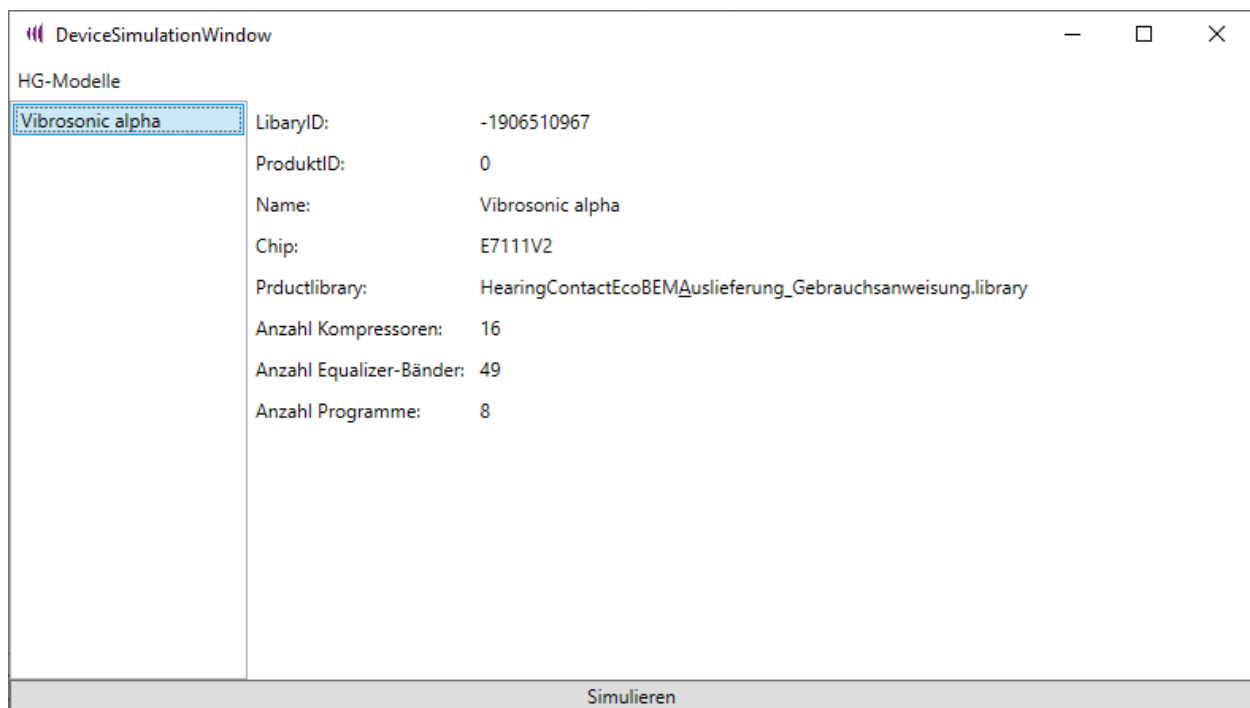 DeviceSimulationWindow
HG-Modelle
Vibrosonic alpha
LibaryID: -1906510967
ProduktID: 0
Name: Vibrosonic alpha
Chip: E7111V2
Prductlibrary: HearingContactEcoBEMAuslieferung_Gebrauchsanweisung.library
Anzahl Kompressoren: 16
Anzahl Equalizer-Bänder: 49
Anzahl Programme: 8
Simulieren